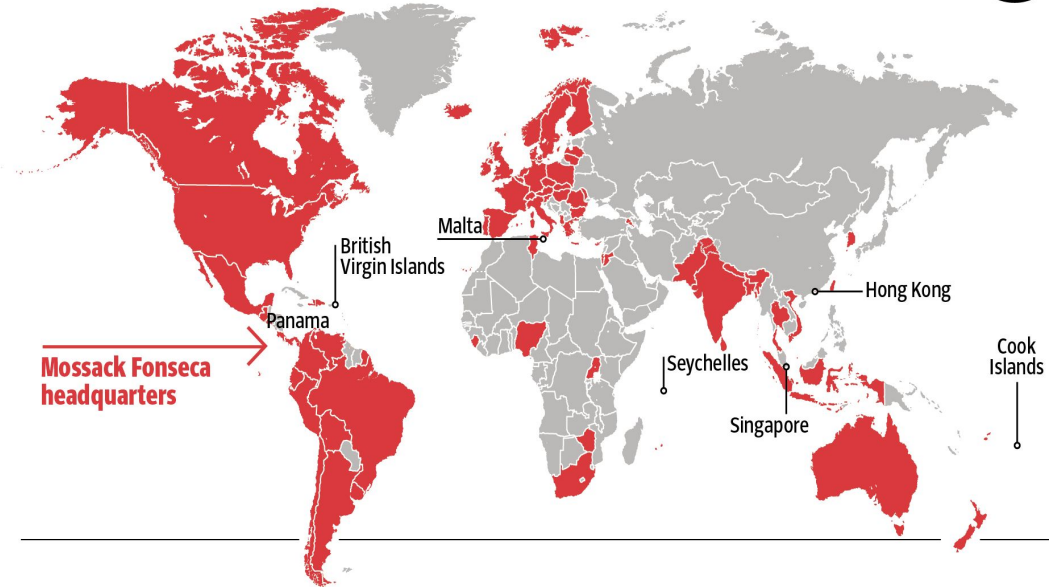 Malta
British
Virgin Islands
Panama
Mossack Fonseca
headquarters
Hong Kong
Seychelles
Singapore
Cook
Islands